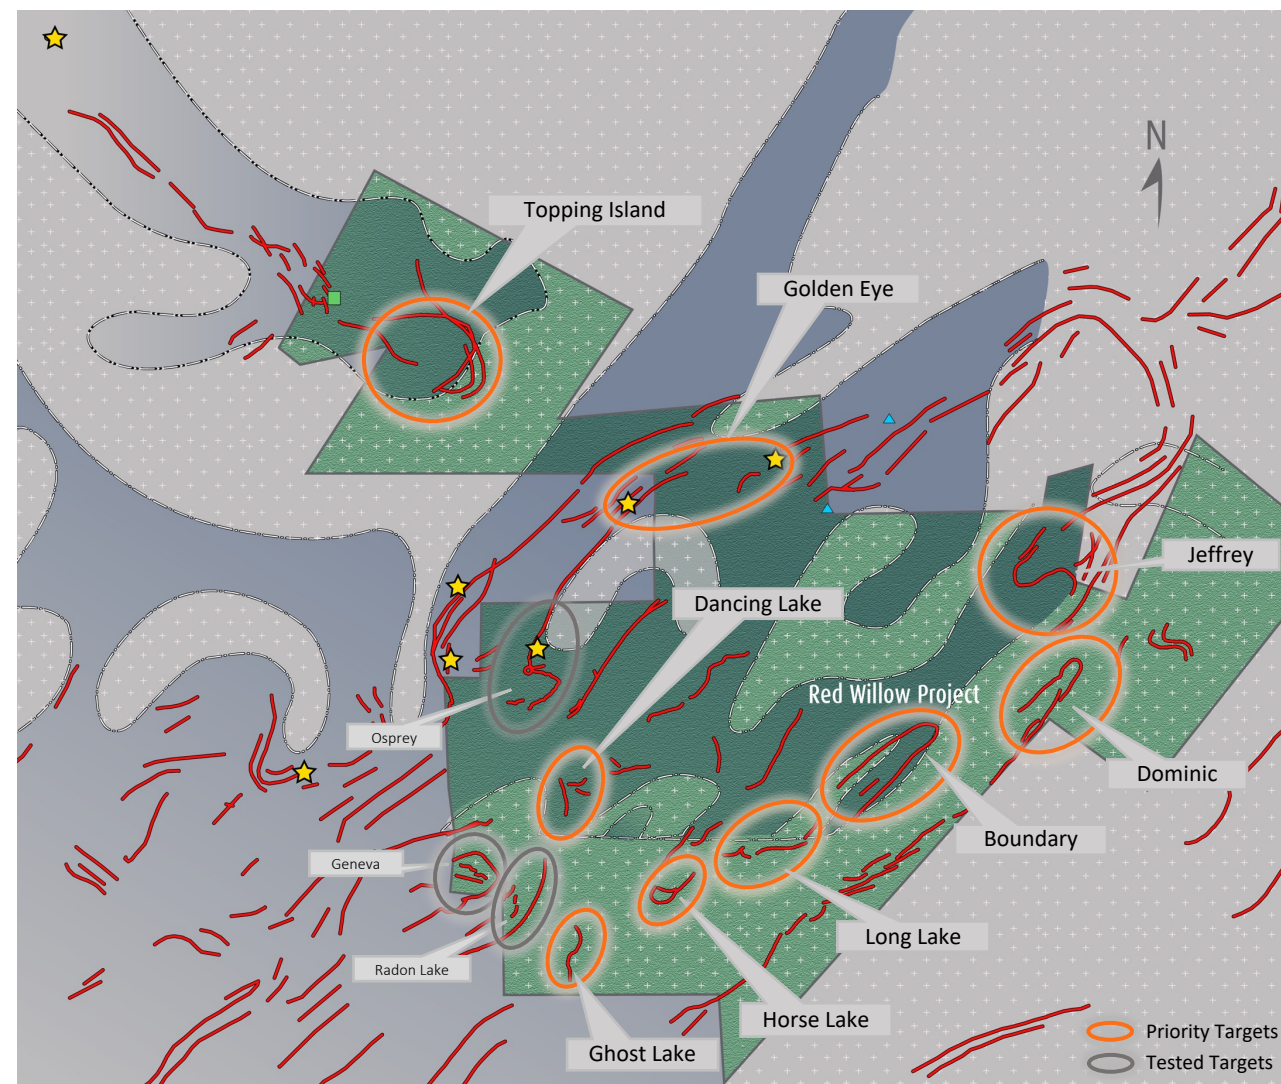 N
Topping Island
Golden Eye
Jeffrey
Dancing Lake
Red Willow Project
Osprey
Dominic
Boundary
Geneva
Long Lake
Radon Lake
Horse Lake
Ghost Lake
Priority Targets
Tested Targets